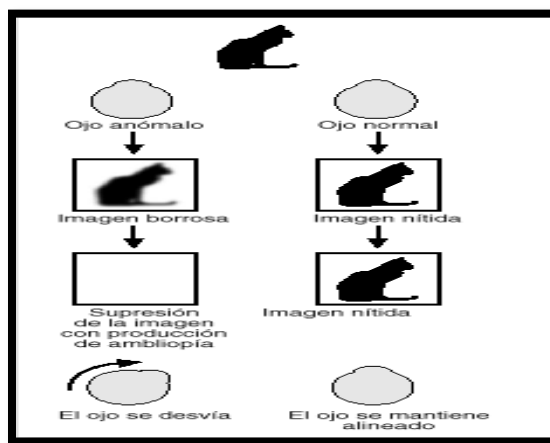 Ojo anómalo
Ojo normal
Imagen borrosa
Imagen nítida
Supresión
de la imagen
con producción
de ambliopía
Imagen nítida
El ojo se desvía
El ojo se mantiene
alineado